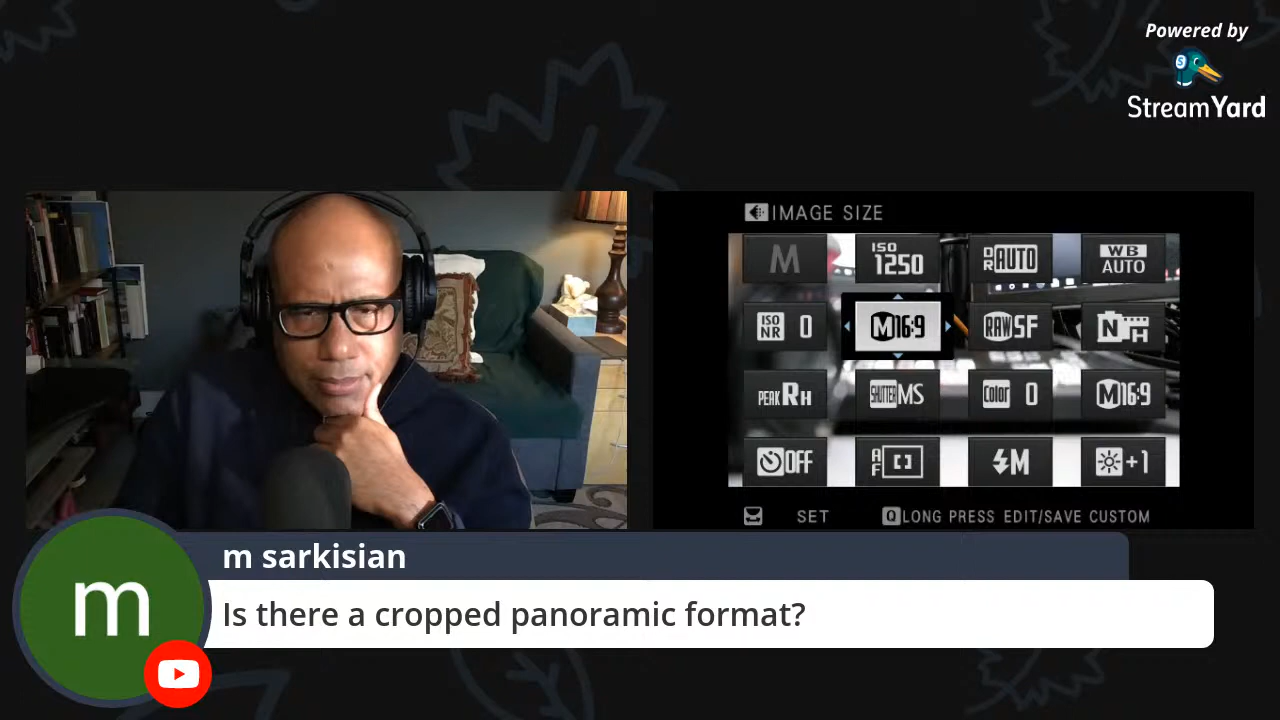 Powered by
S
StreamYard
IMAGE SIZE
M
ISO 1250
DR AUTO
WB AUTO
ISO NR 0
M 16:9
RAW SF
N H
PEAK RH
SHUTTER MS
Color 0
M 16:9
OFF
AF [ ]
M
+1
SET
Q LONG PRESS EDIT/SAVE CUSTOM
m sarkisian
m
Is there a cropped panoramic format?